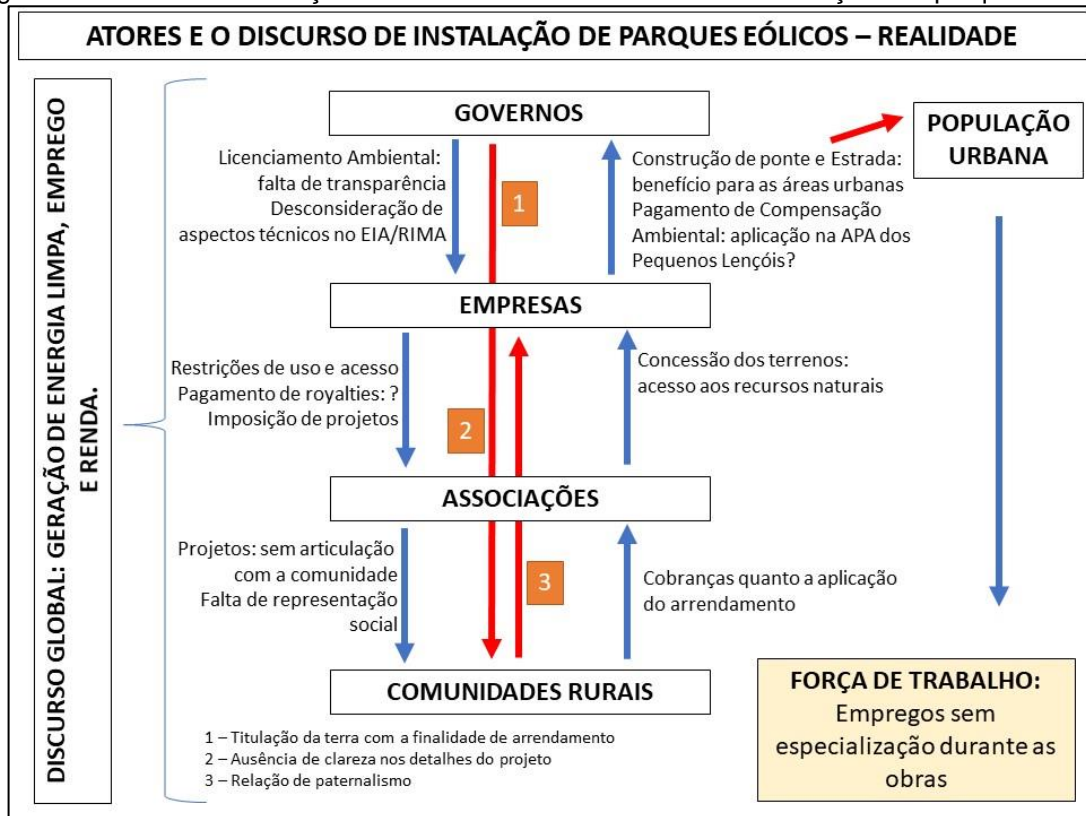 ATORES E O DISCURSO DE INSTALAÇÃO DE PARQUES EÓLICOS – REALIDADE
DISCURSO GLOBAL: GERAÇÃO DE ENERGIA LIMPA, EMPREGO
E RENDA.
GOVERNOS
POPULAÇÃO
URBANA
Licenciamento Ambiental:
falta de transparência
Desconsideração de
aspectos técnicos no EIA/RIMA
1
Construção de ponte e Estrada:
benefício para as áreas urbanas
Pagamento de Compensação
Ambiental: aplicação na APA dos
Pequenos Lençóis?
EMPRESAS
Restrições de uso e acesso
Pagamento de royalties: ?
Imposição de projetos
2
Concessão dos terrenos:
acesso aos recursos naturais
ASSOCIAÇÕES
Projetos: sem articulação
com a comunidade
Falta de representação
social
3
Cobranças quanto a aplicação
do arrendamento
COMUNIDADES RURAIS
FORÇA DE TRABALHO:
Empregos sem
especialização durante as
obras
1 – Titulação da terra com a finalidade de arrendamento
2 – Ausência de clareza nos detalhes do projeto
3 – Relação de paternalismo